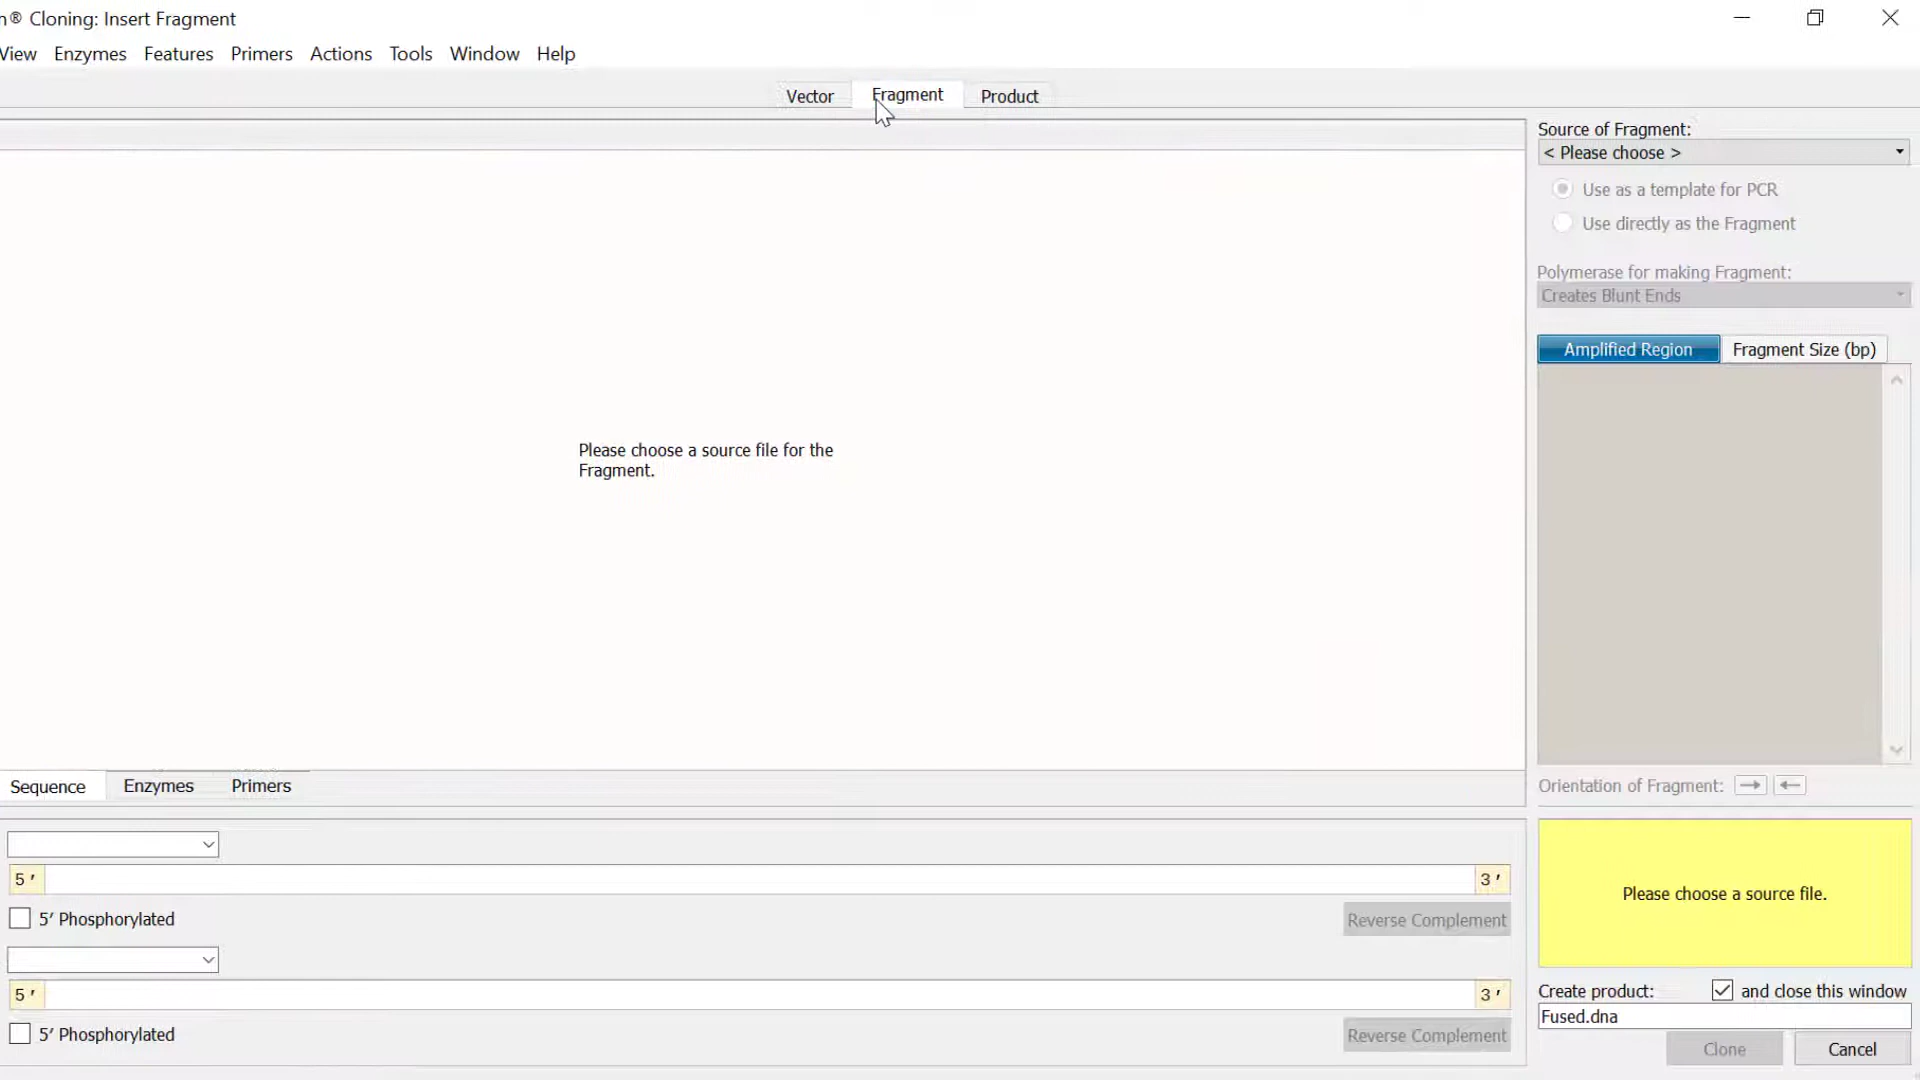 n® Cloning: Insert Fragment
View Enzymes Features Primers Actions Tools Window Help
Vector Fragment Product
Source of Fragment:
< Please choose >
Use as a template for PCR
Use directly as the Fragment
Polymerase for making Fragment:
Creates Blunt Ends
Amplified Region Fragment Size (bp)
Please choose a source file for the
Fragment.
Sequence Enzymes Primers
Orientation of Fragment:
5′ 3′
5′ Phosphorylated Reverse Complement
5′ 3′
5′ Phosphorylated Reverse Complement
Please choose a source file.
Create product: and close this window
Fused.dna
Clone Cancel